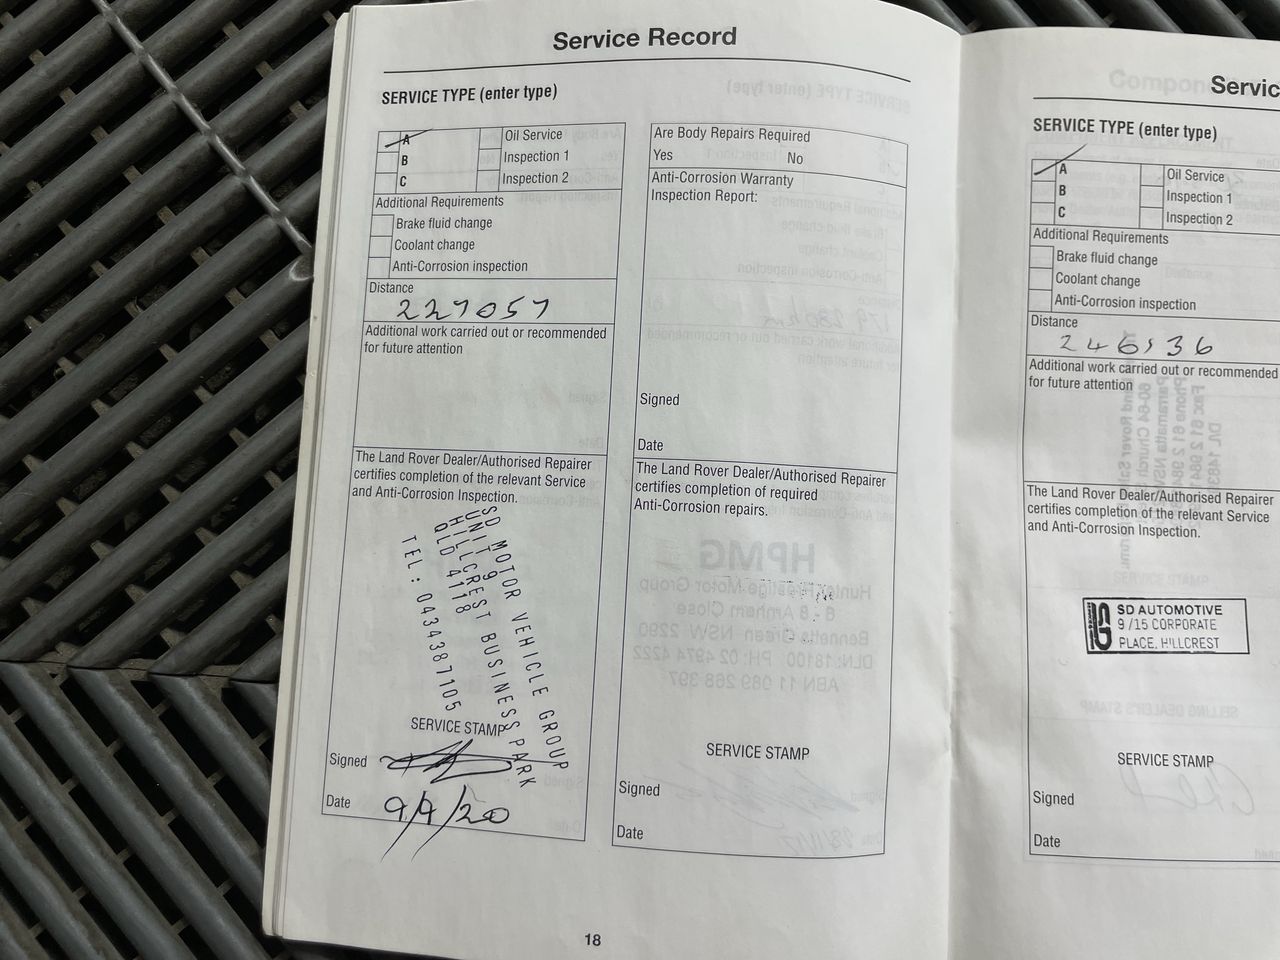 Service Record
SERVICE TYPE (enter type)
A
B
C
Oil Service
Inspection 1
Inspection 2
Additional Requirements
Brake fluid change
Coolant change
Anti-Corrosion inspection
Distance
227057
Additional work carried out or recommended
for future attention
The Land Rover Dealer/Authorised Repairer
certifies completion of the relevant Service
and Anti-Corrosion Inspection.
SD MOTOR VEHICLE GROUP
UNIT 9
HILLCREST BUSINESS PARK
QLD 4118
TEL: 0434387105
SERVICE STAMP
Signed
Date 9/9/20
Are Body Repairs Required
Yes No
Anti-Corrosion Warranty
Inspection Report:
Signed
Date
The Land Rover Dealer/Authorised Repairer
certifies completion of required
Anti-Corrosion repairs.
SERVICE STAMP
Signed
Date
18
Servic
SERVICE TYPE (enter type)
A
B
C
Oil Service
Inspection 1
Inspection 2
Additional Requirements
Brake fluid change
Coolant change
Anti-Corrosion inspection
Distance
Additional work carried out or recommended
for future attention
The Land Rover Dealer/Authorised Repairer
certifies completion of the relevant Service
and Anti-Corrosion Inspection.
SD AUTOMOTIVE
9/15 CORPORATE
PLACE, HILLCREST
SERVICE STAMP
Signed
Date